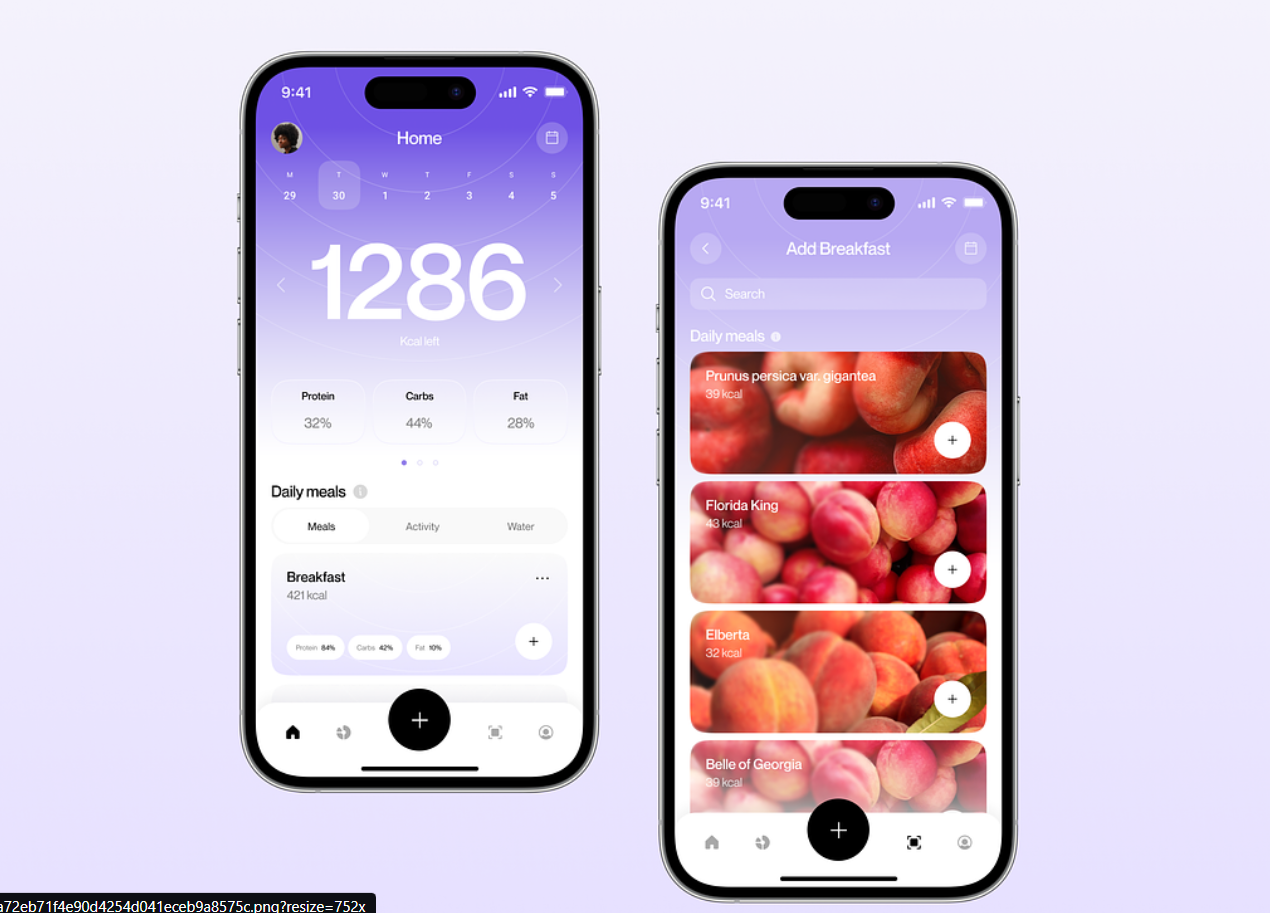 9:41
Home
M T W T F S S
29 30 1 2 3 4 5
1286
Kcal left
Protein Carbs Fat
32% 44% 28%
Daily meals
Meals Activity Water
Breakfast
421 kcal
Protein 84% Carbs 42% Fat 10%
9:41
Add Breakfast
Search
Daily meals
Prunus persica var. gigantea
39 kcal
Florida King
43 kcal
Elberta
32 kcal
Belle of Georgia
39 kcal
a72eb71f4e90d4254d041eceb9a8575c.png?resize=752x